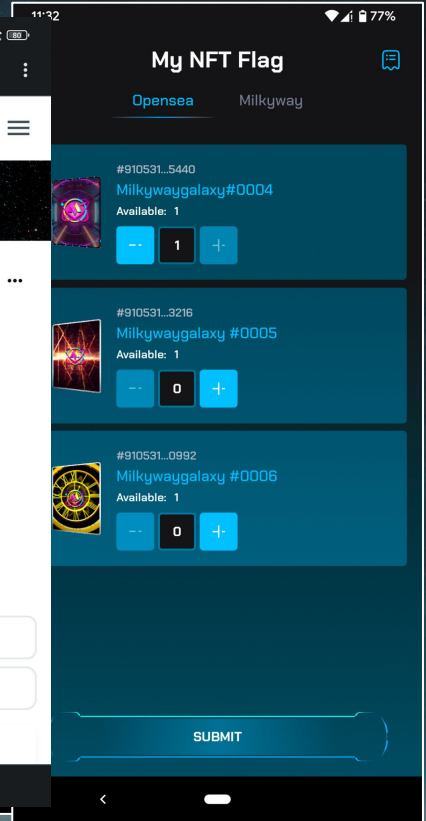 11:32
77%
80
My NFT Flag
Opensea
Milkyway
#910531...5440
Milkywaygalaxy#0004
Available: 1
1
#910531...3216
Milkywaygalaxy #0005
Available: 1
0
#910531...0992
Milkywaygalaxy #0006
Available: 1
0
SUBMIT